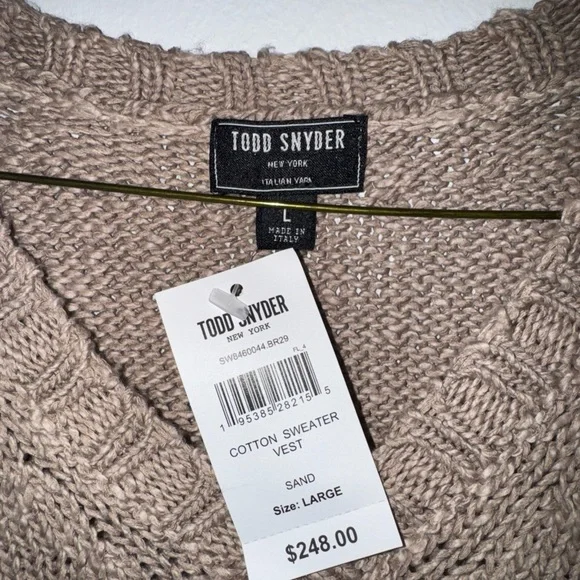 TODD SNYDER
NEW YORK
ITALIAN YARN
L
MADE IN
ITALY
TODD SNYDER
NEW YORK
SW8460044.BR29
FL_4
1 95385 28215 5
COTTON SWEATER
VEST
SAND
Size: LARGE
$248.00